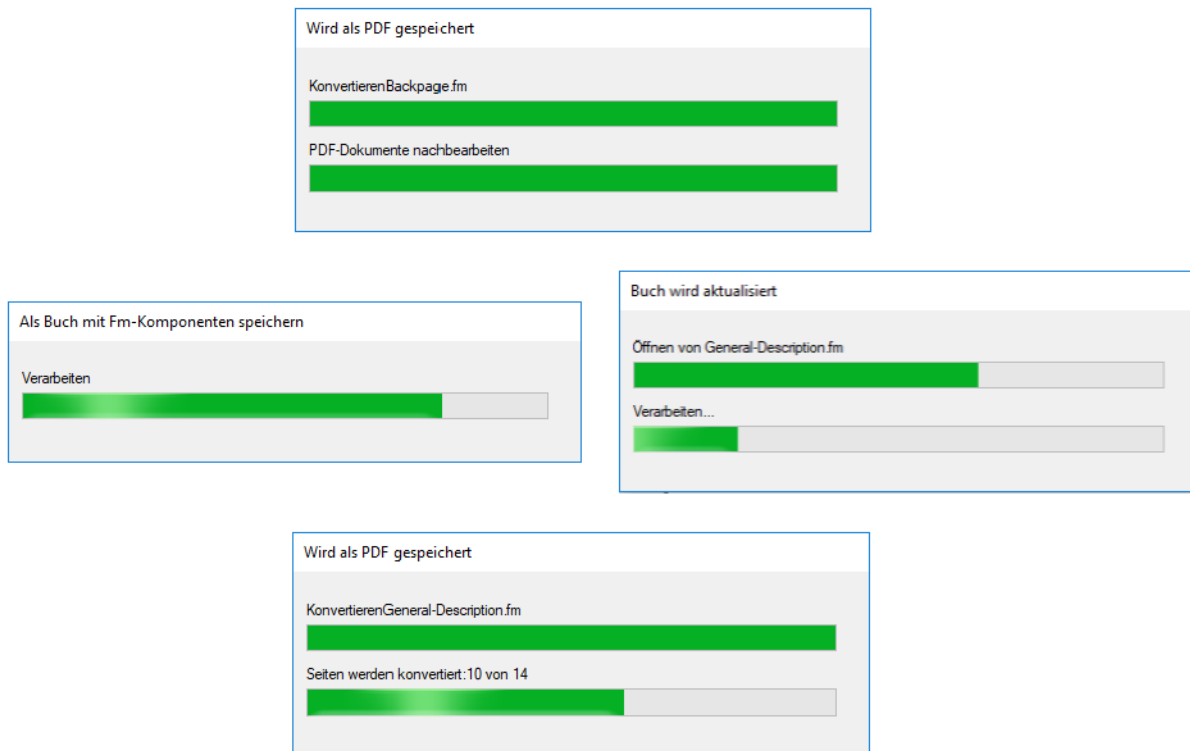 Wird als PDF gespeichert
KonvertierenBackpage.fm
PDF-Dokumente nachbearbeiten
Als Buch mit Fm-Komponenten speichern
Verarbeiten
Buch wird aktualisiert
Öffnen von General-Description.fm
Verarbeiten...
Wird als PDF gespeichert
KonvertierenGeneral-Description.fm
Seiten werden konvertiert:10 von 14